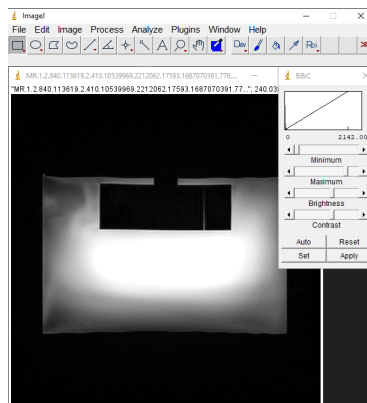 ImageJ
File Edit Image Process Analyze Plugins Window Help
Dev
MR.1.2.840.113619.2.410.10539969.2212062.17593.1687070391.776....
B&C
"MR.1.2.840.113619.2.410.10539969.2212062.17593.1687070391.77..."; 240.03
0 2142.00
Minimum
Maximum
Brightness
Contrast
Auto Reset
Set Apply